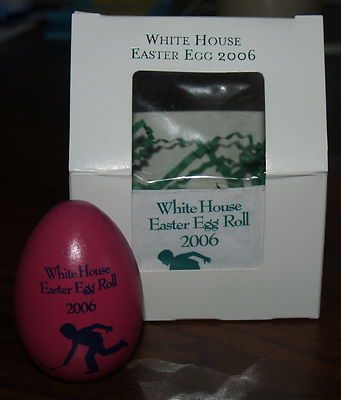 WHITE HOUSE
EASTER EGG 2006
White House
Easter Egg Roll
2006
White House
Easter Egg Roll
2006